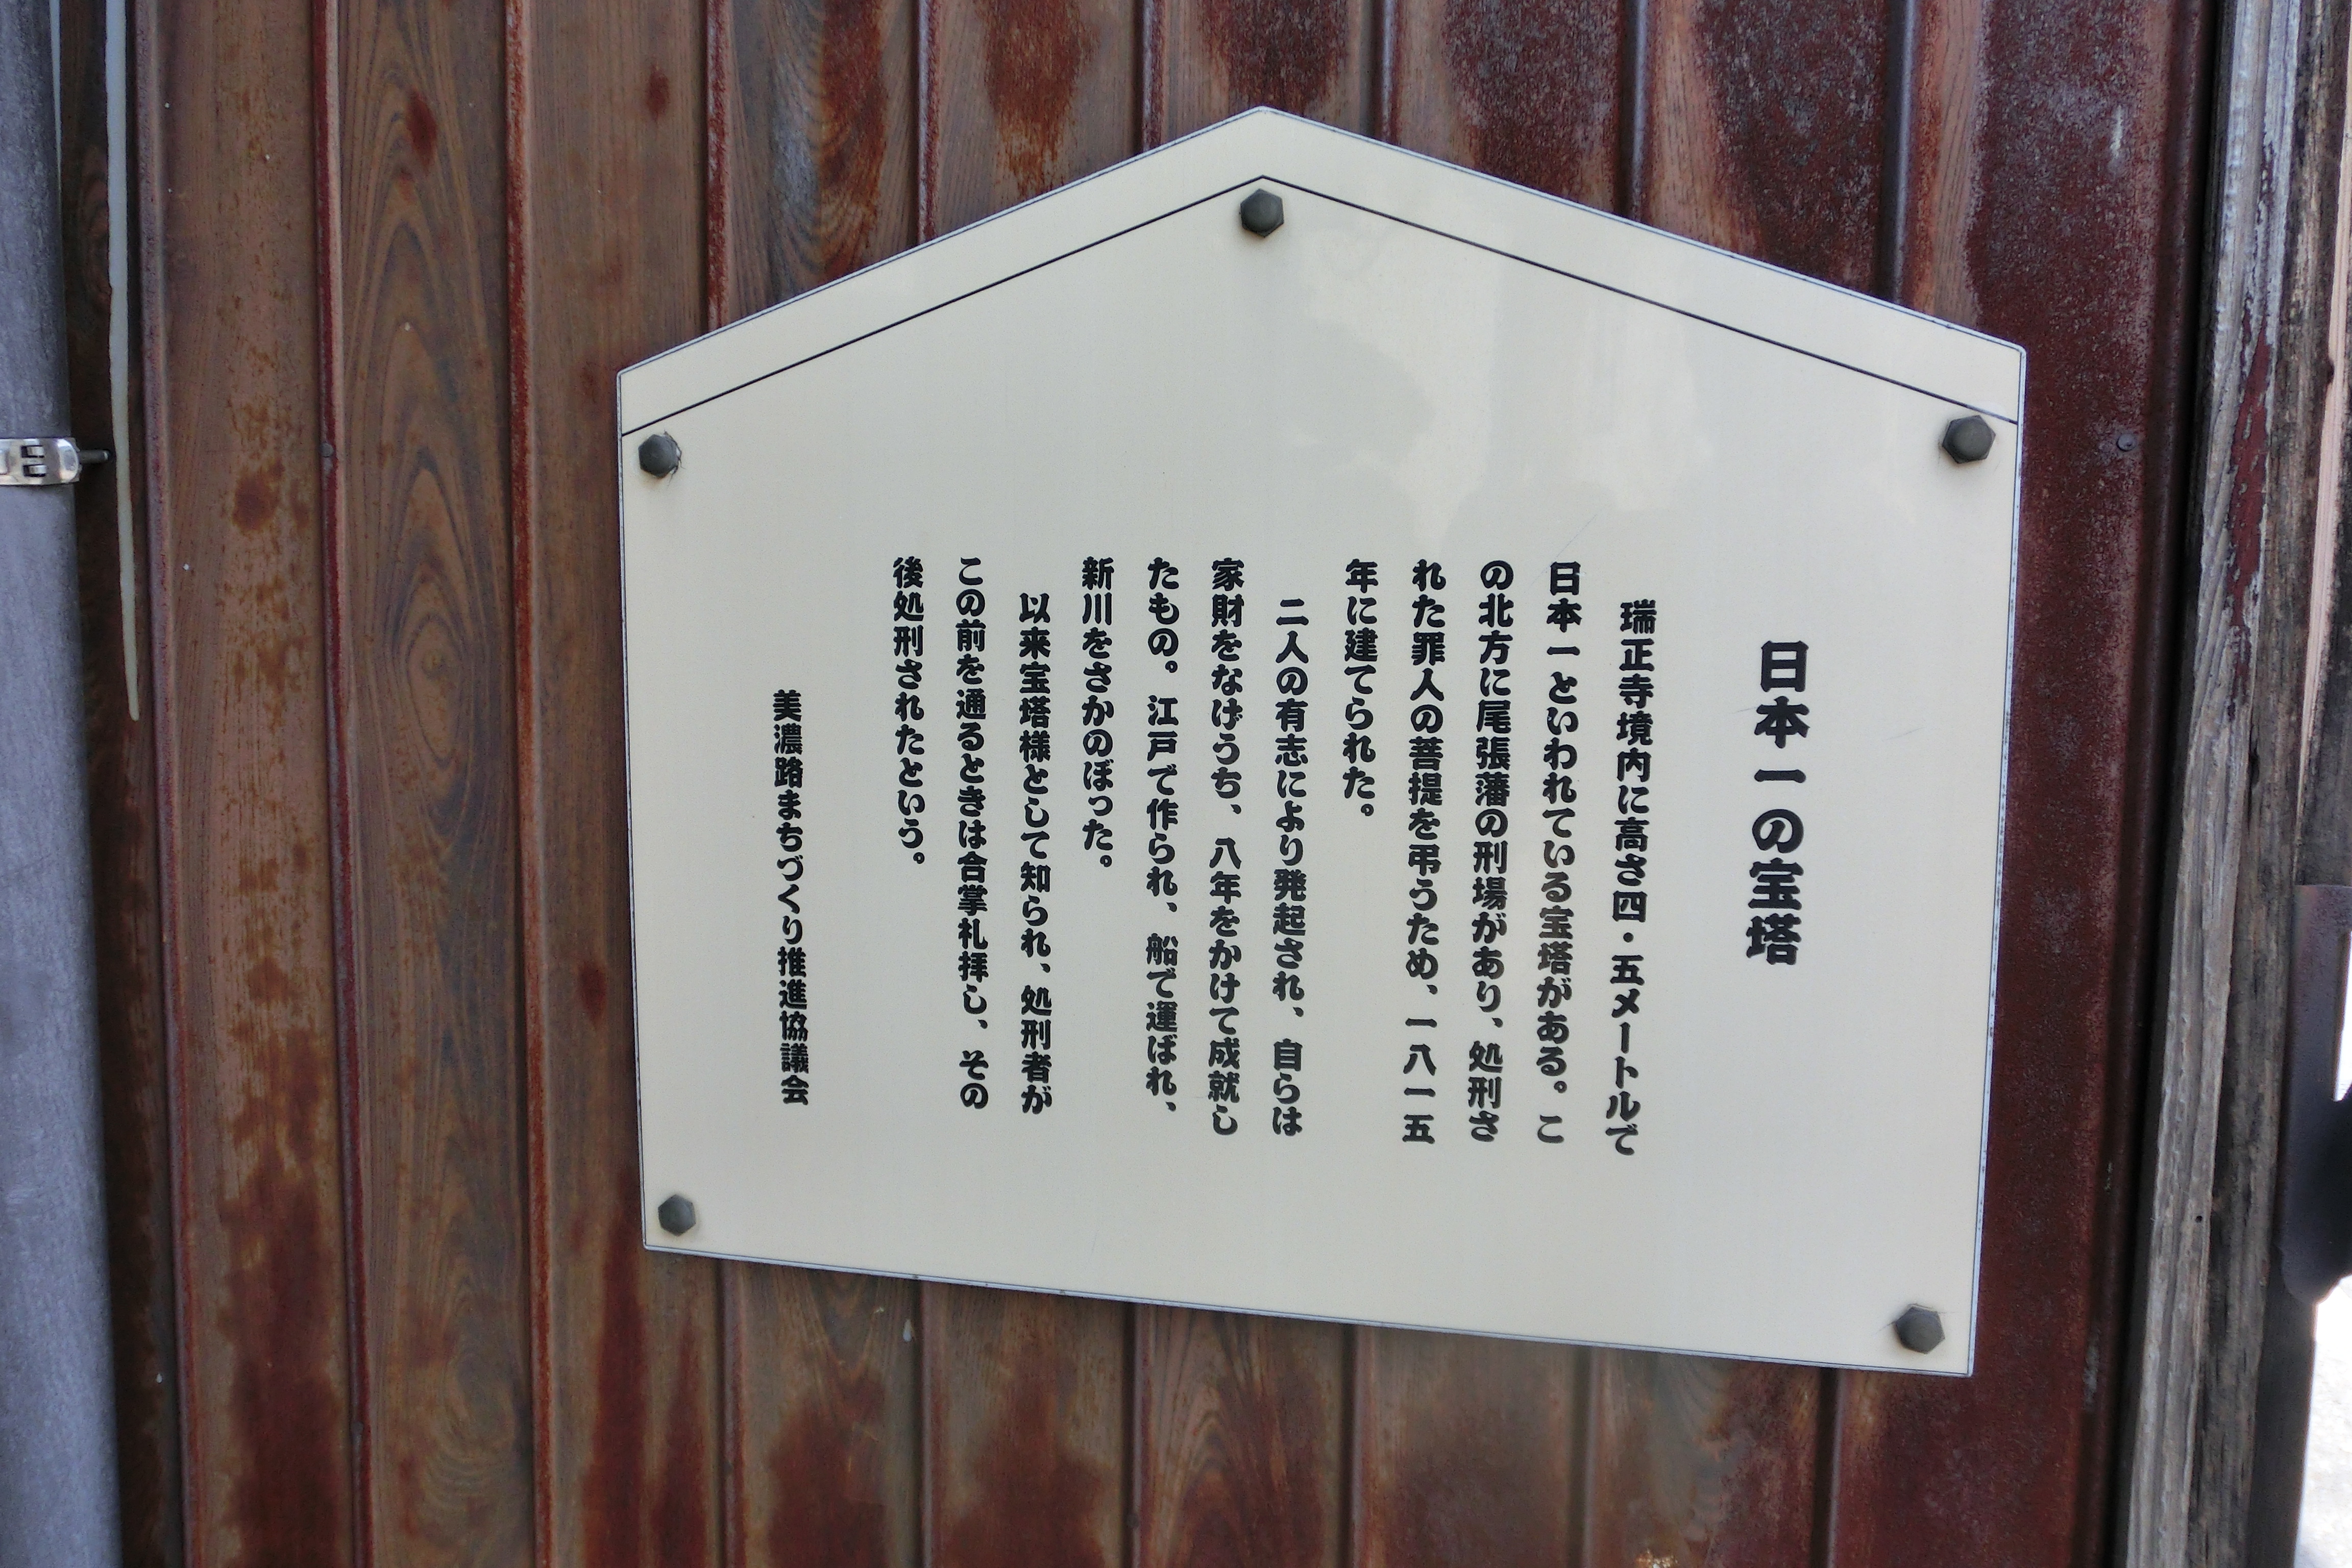 日本一の宝塔
瑞正寺境内に高さ四・五メートルで
日本一といわれている宝塔がある。こ
の北方に尾張藩の刑場があり、処刑さ
れた罪人の菩提を弔うため、一八一五
年に建てられた。
二人の有志により発起され、自らは
家財をなげうち、八年をかけて成就し
たもの。江戸で作られ、船で運ばれ、
新川をさかのぼった。
以来宝塔様として知られ、処刑者が
この前を通るときは合掌札拝し、その
後処刑されたという。
美濃路まちづくり推進協議会